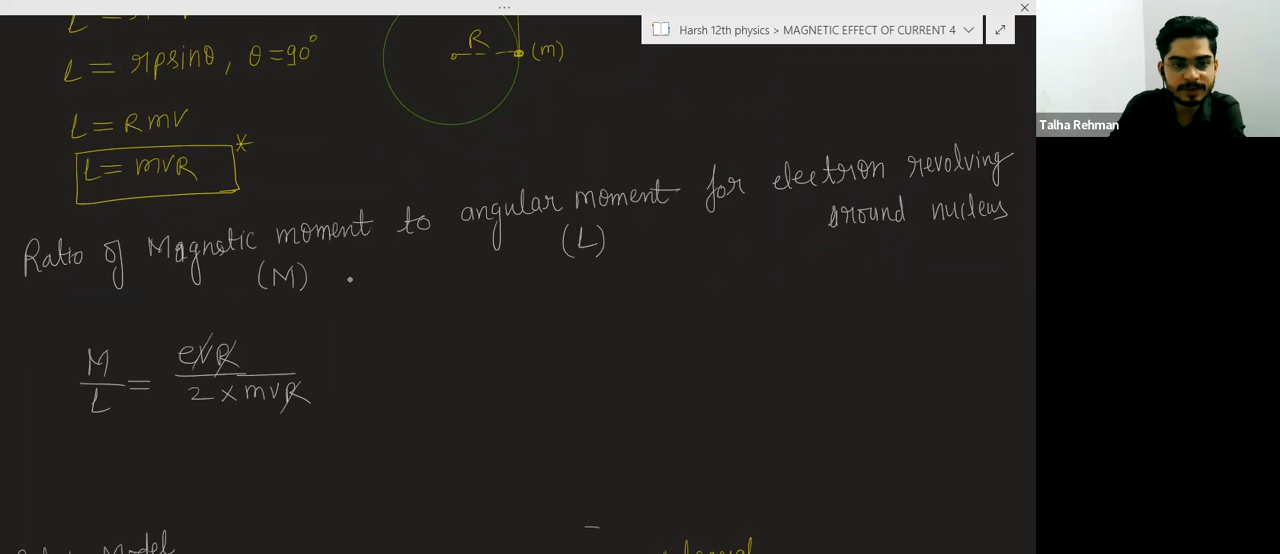 Harsh 12th physics > MAGNETIC EFFECT OF CURRENT 4
Talha Rehman
L = rpsinθ, θ = 90°
R (m)
L = RMV
L = mVR *
Ratio of Magnetic moment to angular moment for electron revolving
around nucleus
(M) (L)
M/L = evR / 2 × mvR
Model